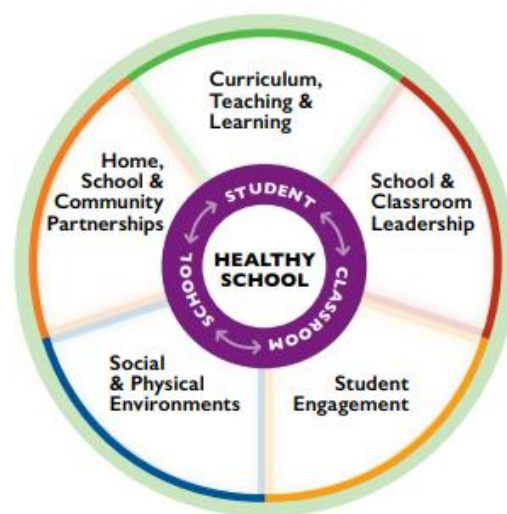 Curriculum,
Teaching &
Learning
Home,
School &
Community
Partnerships
School &
Classroom
Leadership
STUDENT
HEALTHY
SCHOOL
SCHOOL
CLASSROOM
Social
& Physical
Environments
Student
Engagement